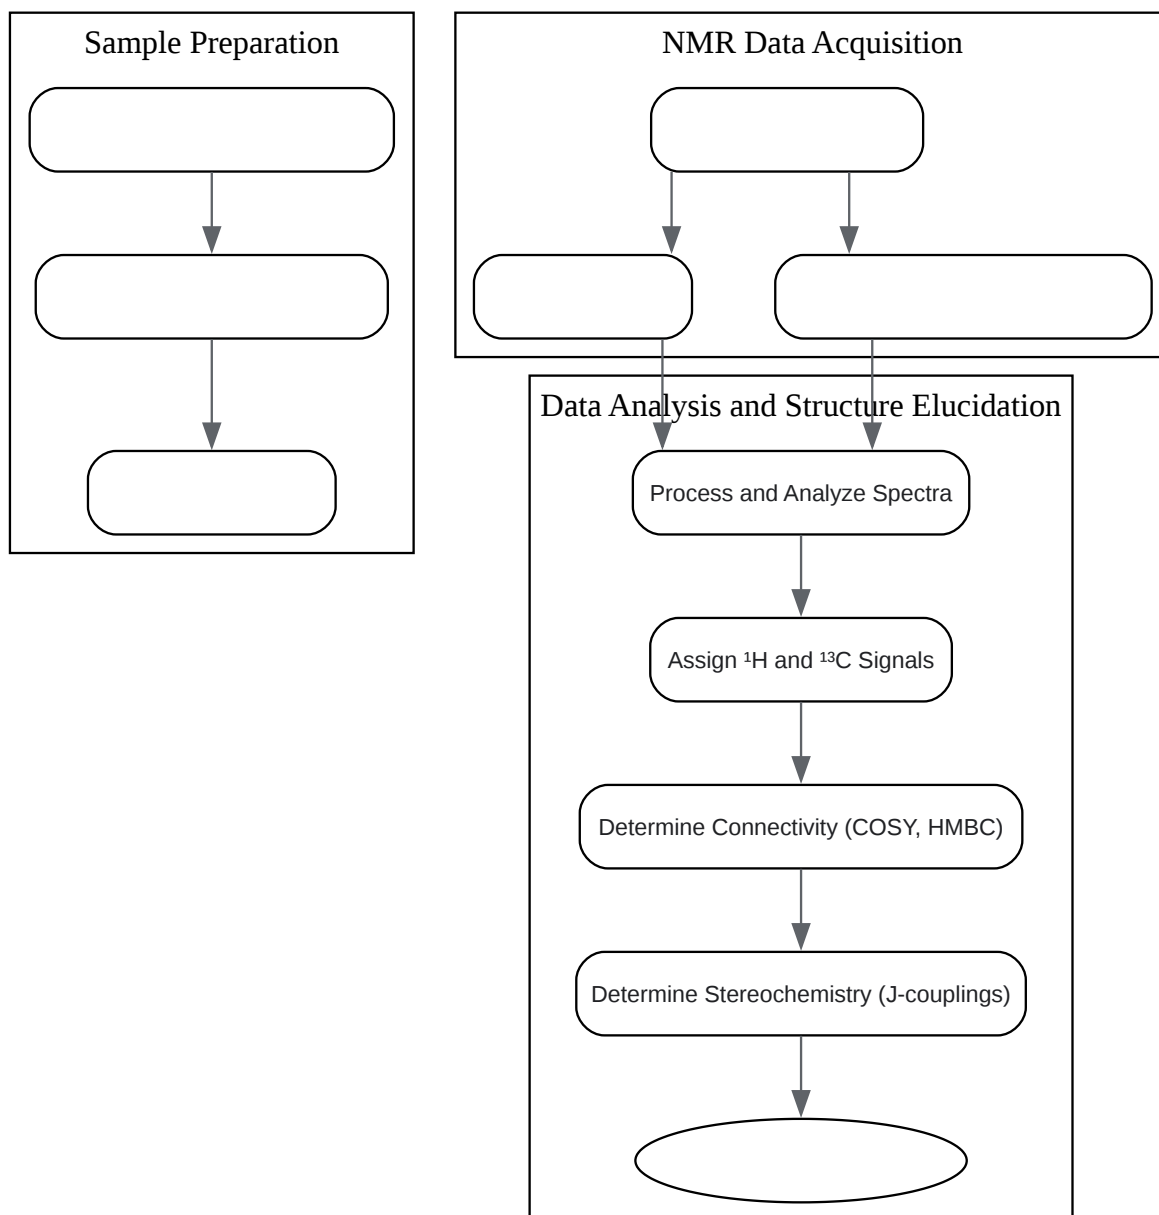 Sample Preparation
NMR Data Acquisition
Data Analysis and Structure Elucidation
Process and Analyze Spectra
Assign ¹H and ¹³C Signals
Determine Connectivity (COSY, HMBC)
Determine Stereochemistry (J-couplings)